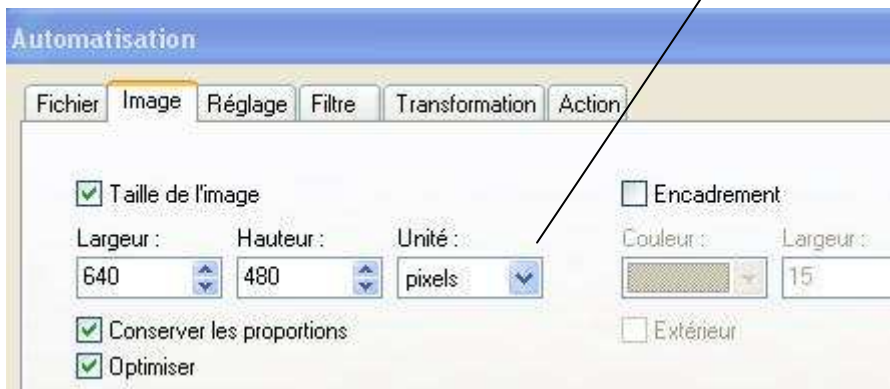 Automatisation
Fichier Image Réglage Filtre Transformation Action
Taille de l'image Encadrement
Largeur : Hauteur : Unité : Couleur : Largeur :
640 480 pixels 15
Conserver les proportions Extérieur
Optimiser